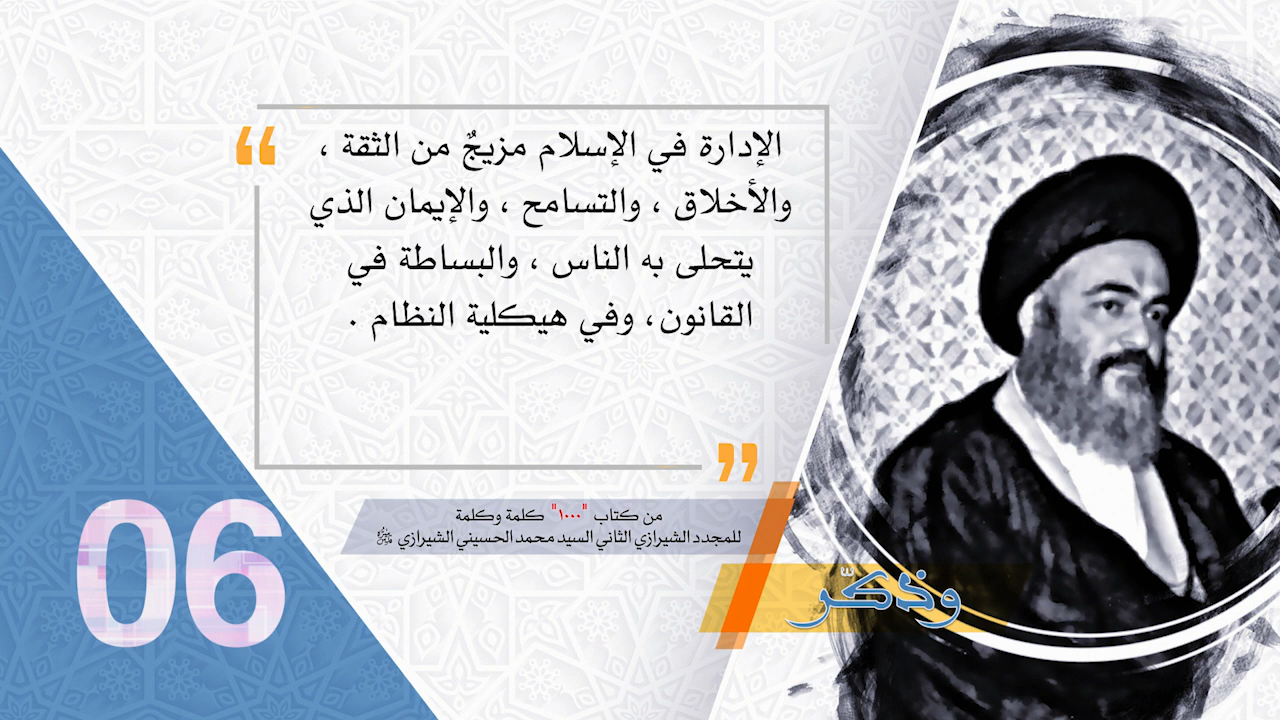 الإدارة في الإسلام مزيجٌ من الثقة ،
والأخلاق ، والتسامح ، والإيمان الذي
يتحلى به الناس ، والبساطة في
القانون، وفي هيكلية النظام .
من كتاب "١٠٠٠" كلمة وكلمة
للمجدد الشيرازي الثاني السيد محمد الحسيني الشيرازي
وذكّر
06